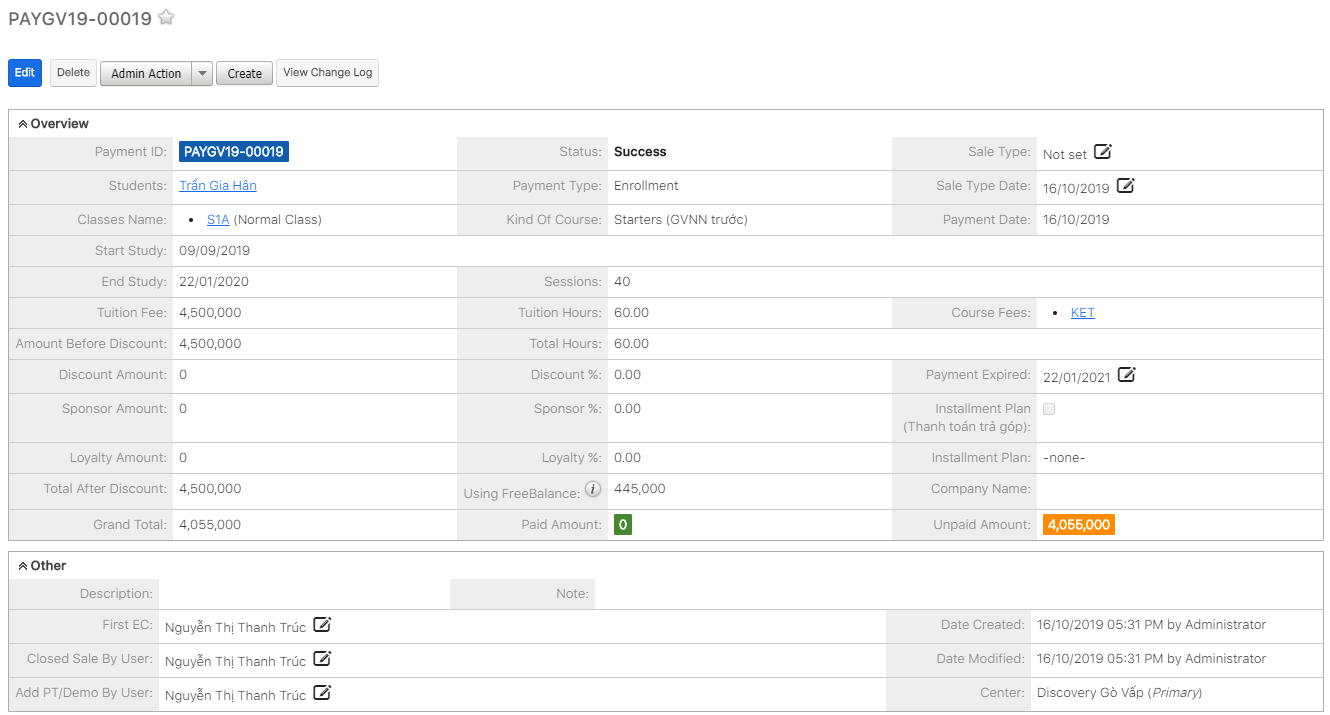 PAYGV19-00019
Edit Delete Admin Action Create View Change Log
Overview
Payment ID: PAYGV19-00019 Status: Success Sale Type: Not set
Students: Trần Gia Hân Payment Type: Enrollment Sale Type Date: 16/10/2019
Classes Name: • S1A (Normal Class) Kind Of Course: Starters (GVNN trước) Payment Date: 16/10/2019
Start Study: 09/09/2019
End Study: 22/01/2020 Sessions: 40
Tuition Fee: 4,500,000 Tuition Hours: 60.00 Course Fees: • KET
Amount Before Discount: 4,500,000 Total Hours: 60.00
Discount Amount: 0 Discount %: 0.00 Payment Expired: 22/01/2021
Sponsor Amount: 0 Sponsor %: 0.00 Installment Plan
(Thanh toán trả góp):
Loyalty Amount: 0 Loyalty %: 0.00 Installment Plan: -none-
Total After Discount: 4,500,000 Using FreeBalance: i 445,000 Company Name:
Grand Total: 4,055,000 Paid Amount: 0 Unpaid Amount: 4,055,000
Other
Description: Note:
First EC: Nguyễn Thị Thanh Trúc Date Created: 16/10/2019 05:31 PM by Administrator
Closed Sale By User: Nguyễn Thị Thanh Trúc Date Modified: 16/10/2019 05:31 PM by Administrator
Add PT/Demo By User: Nguyễn Thị Thanh Trúc Center: Discovery Gò Vấp (Primary)